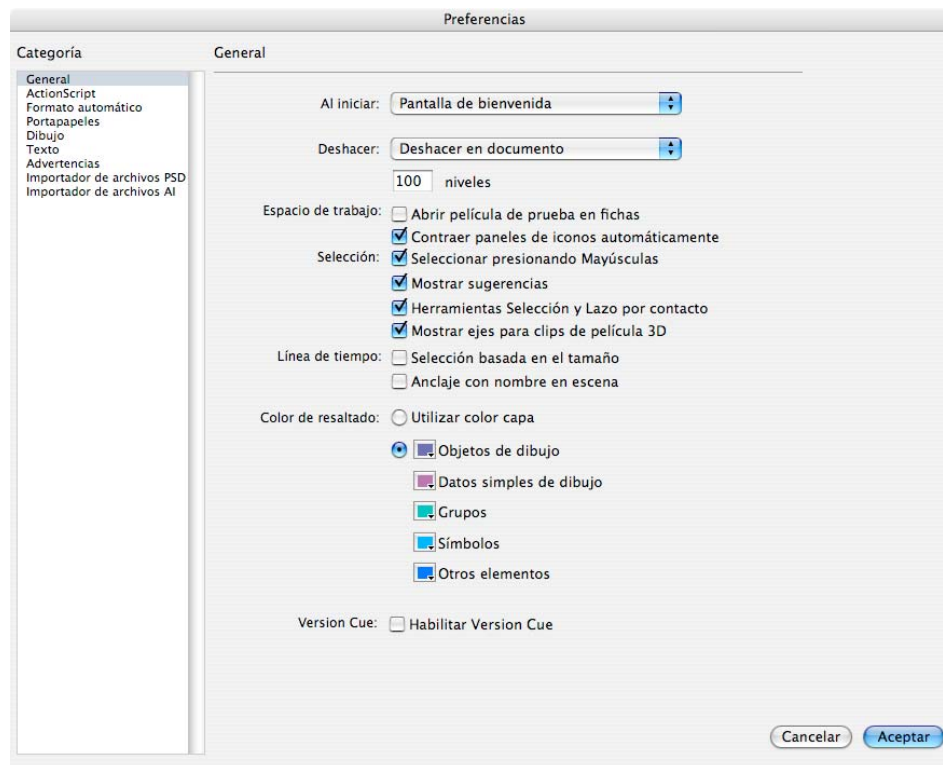 Preferencias
Categoría
General
ActionScript
Formato automático
Portapapeles
Dibujo
Texto
Advertencias
Importador de archivos PSD
Importador de archivos AI
General
Al iniciar: Pantalla de bienvenida
Deshacer: Deshacer en documento
100 niveles
Espacio de trabajo: Abrir película de prueba en fichas
Contraer paneles de iconos automáticamente
Selección: Seleccionar presionando Mayúsculas
Mostrar sugerencias
Herramientas Selección y Lazo por contacto
Mostrar ejes para clips de película 3D
Línea de tiempo: Selección basada en el tamaño
Anclaje con nombre en escena
Color de resaltado: Utilizar color capa
Objetos de dibujo
Datos simples de dibujo
Grupos
Símbolos
Otros elementos
Version Cue: Habilitar Version Cue
Cancelar Aceptar